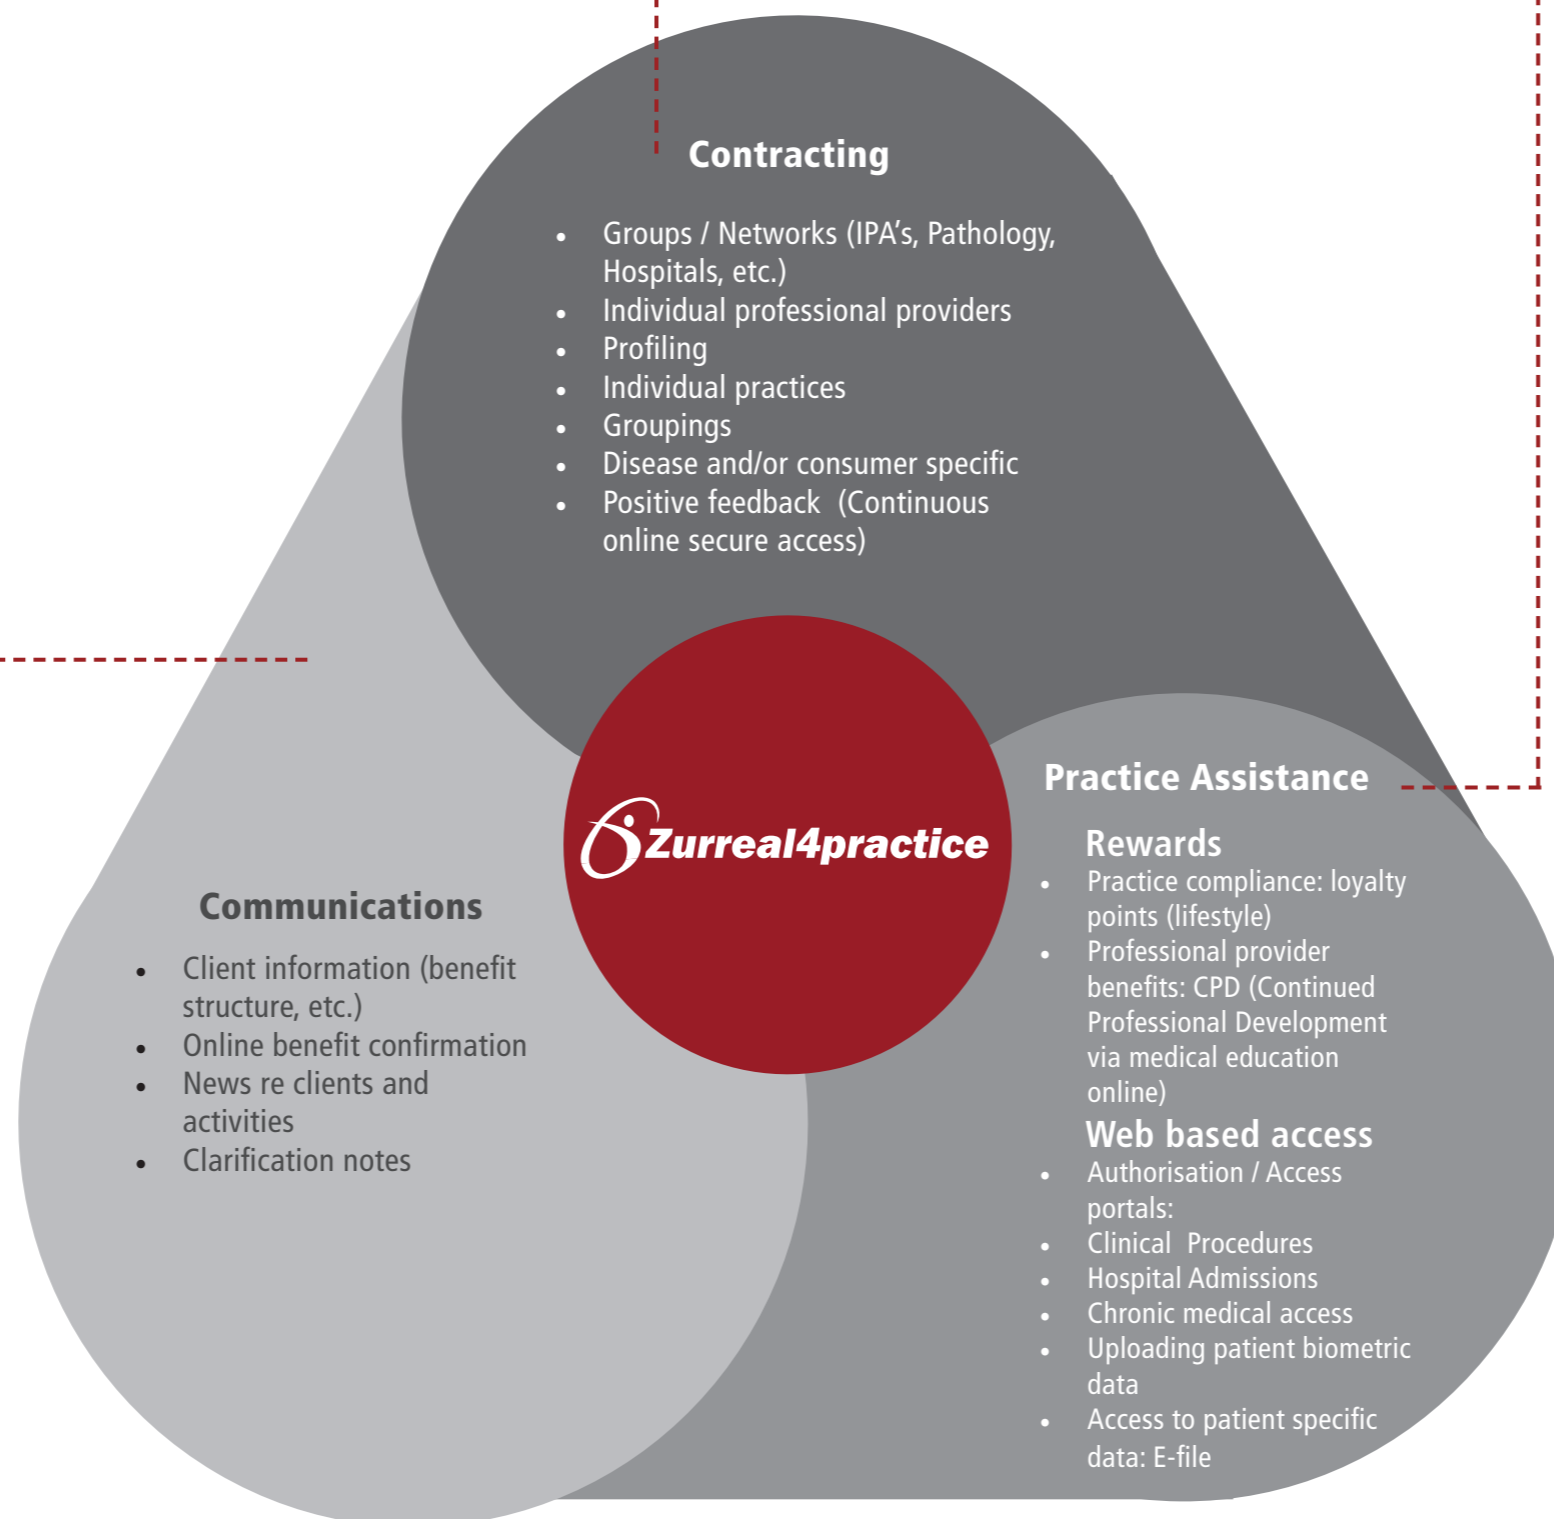 Contracting
• Groups / Networks (IPA's, Pathology,
Hospitals, etc.)
• Individual professional providers
• Profiling
• Individual practices
• Groupings
• Disease and/or consumer specific
• Positive feedback (Continuous
online secure access)
Zurreal4practice
Communications
• Client information (benefit
structure, etc.)
• Online benefit confirmation
• News re clients and
activities
• Clarification notes
Practice Assistance
Rewards
• Practice compliance: loyalty
points (lifestyle)
• Professional provider
benefits: CPD (Continued
Professional Development
via medical education
online)
Web based access
• Authorisation / Access
portals:
• Clinical Procedures
• Hospital Admissions
• Chronic medical access
• Uploading patient biometric
data
• Access to patient specific
data: E-file